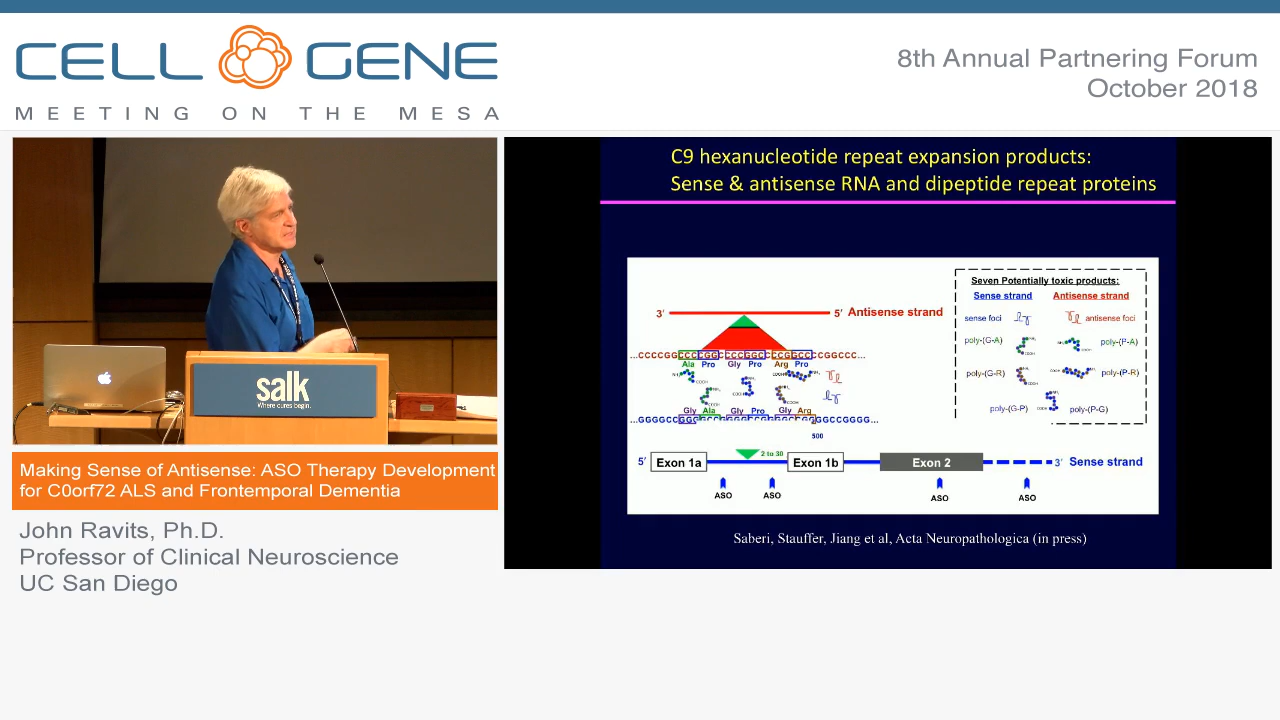 CELL GENE
MEETING ON THE MESA
8th Annual Partnering Forum
October 2018
salk
Where cures begin.
Making Sense of Antisense: ASO Therapy Development
for C0orf72 ALS and Frontemporal Dementia
John Ravits, Ph.D.
Professor of Clinical Neuroscience
UC San Diego
C9 hexanucleotide repeat expansion products:
Sense & antisense RNA and dipeptide repeat proteins
3' 5' Antisense strand
...CCCCGGCCCCGGCCCCGGCCCCGGCCCCGGCCC...
Ala Pro Gly Pro Arg Pro
Gly Ala Gly Pro Gly Arg
500
5' Exon 1a 2 to 30 Exon 1b Exon 2 3' Sense strand
ASO ASO ASO ASO
Seven Potentially toxic products:
Sense strand Antisense strand
sense foci antisense foci
poly-(G-A) poly-(P-A)
poly-(G-R) poly-(P-R)
poly-(G-P) poly-(P-G)
Saberi, Stauffer, Jiang et al, Acta Neuropathologica (in press)